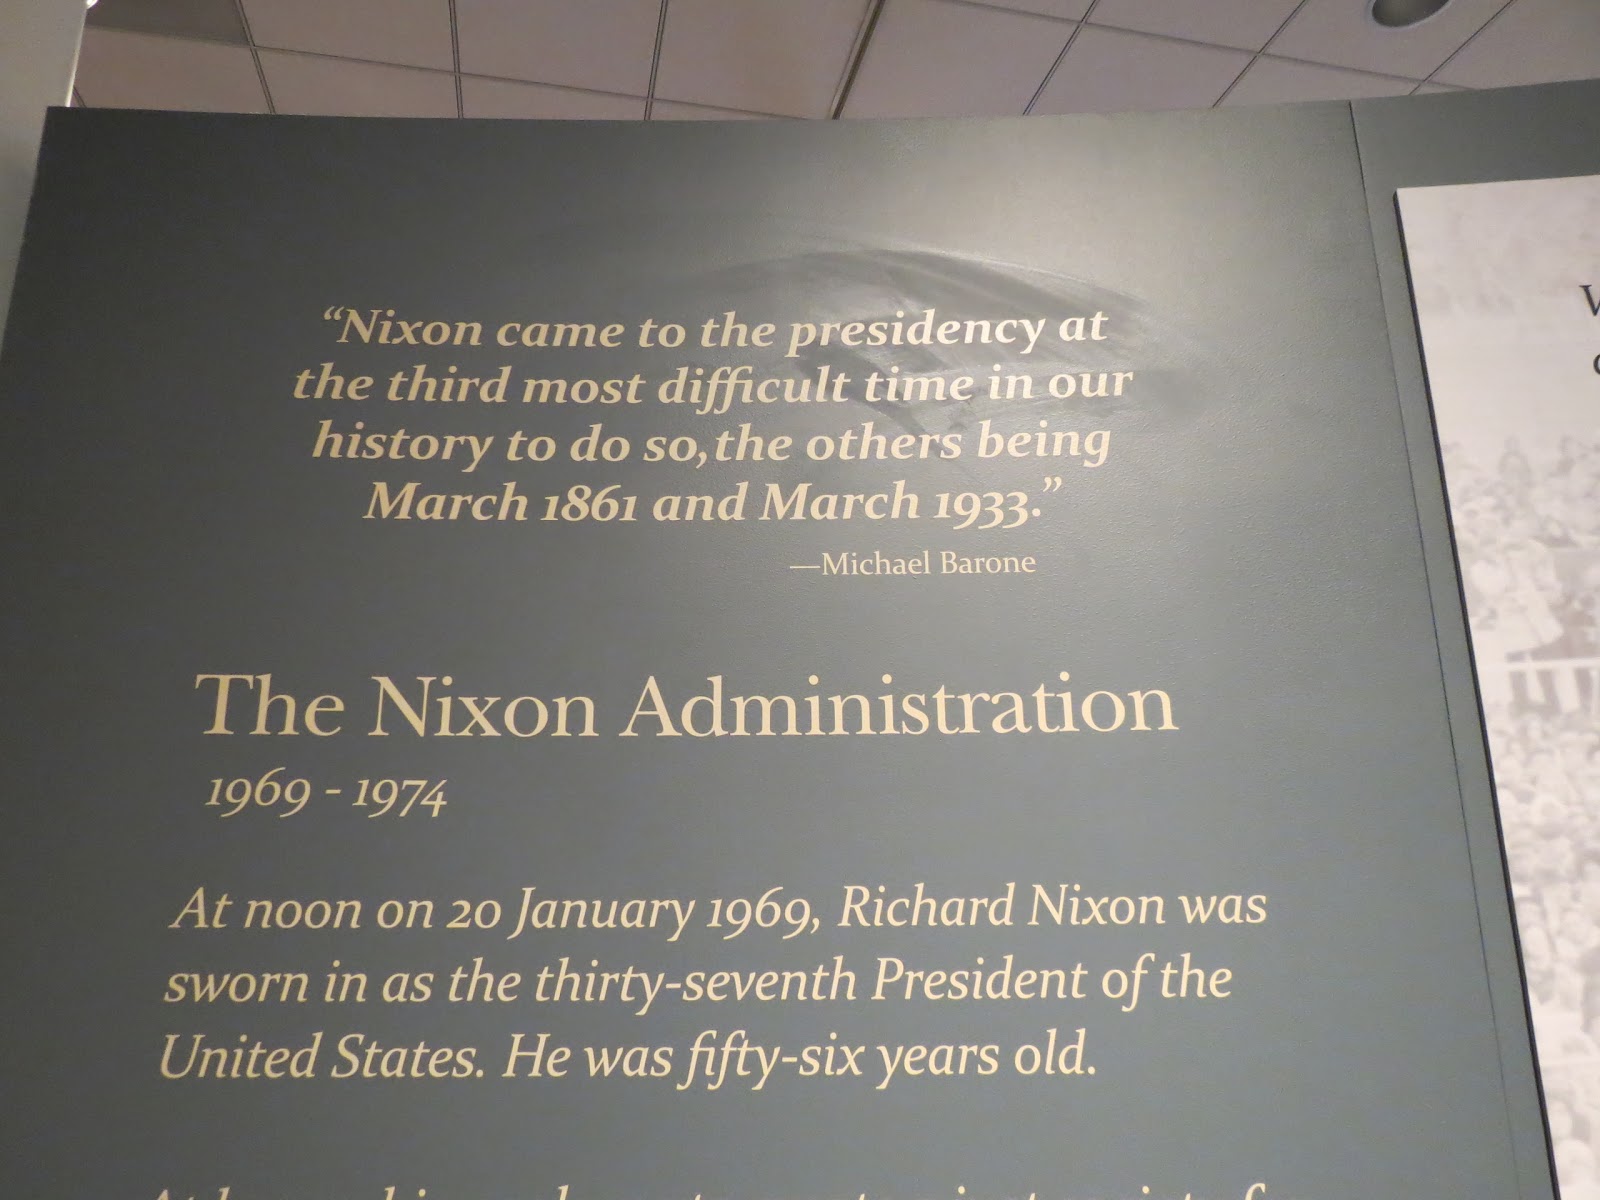 “Nixon came to the presidency at
the third most difficult time in our
history to do so, the others being
March 1861 and March 1933.”
—Michael Barone
The Nixon Administration
1969 - 1974
At noon on 20 January 1969, Richard Nixon was
sworn in as the thirty-seventh President of the
United States. He was fifty-six years old.